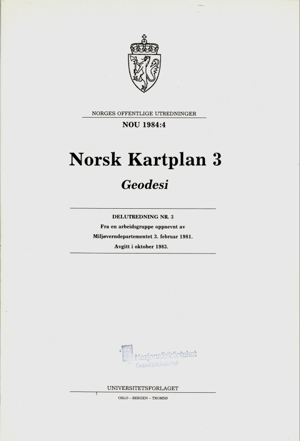 NORGES OFFENTLIGE UTREDNINGER
NOU 1984:4
Norsk Kartplan 3
Geodesi
DELUTREDNING NR. 3
Fra en arbeidsgruppe oppnevnt av
Miljøverndepartementet 3. februar 1981.
Avgitt i oktober 1983.
UNIVERSITETSFORLAGET
OSLO – BERGEN – TROMSØ